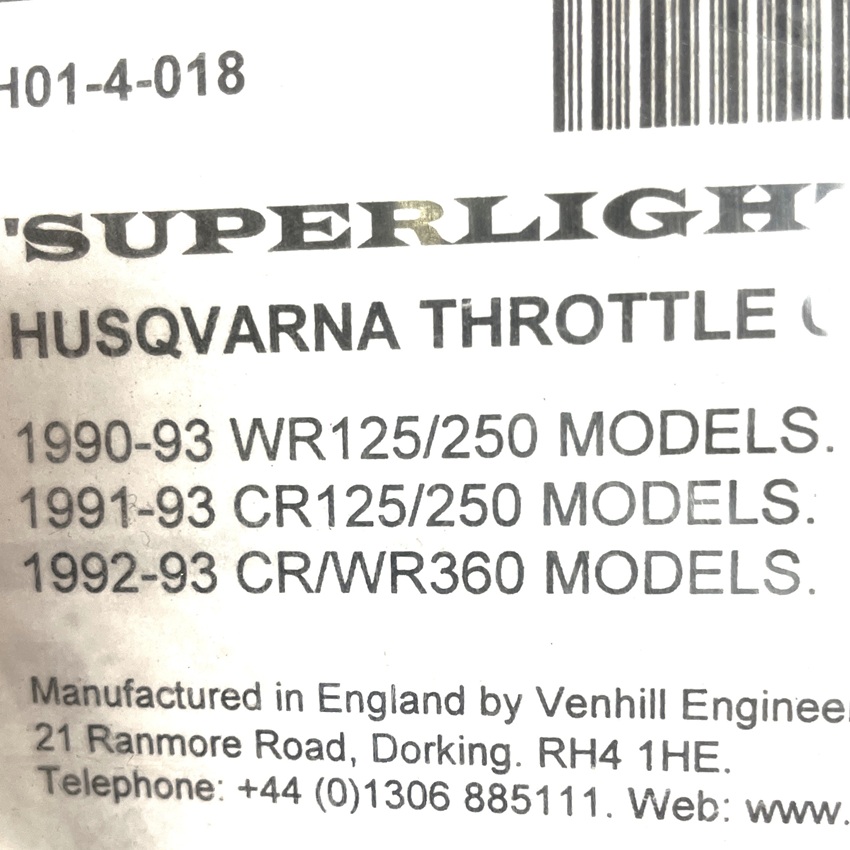 H01-4-018
"SUPERLIGH
HUSQVARNA THROTTLE
1990-93 WR125/250 MODELS.
1991-93 CR125/250 MODELS.
1992-93 CR/WR360 MODELS.
Manufactured in England by Venhill Enginee
21 Ranmore Road, Dorking. RH4 1HE.
Telephone: +44 (0)1306 885111. Web: www.